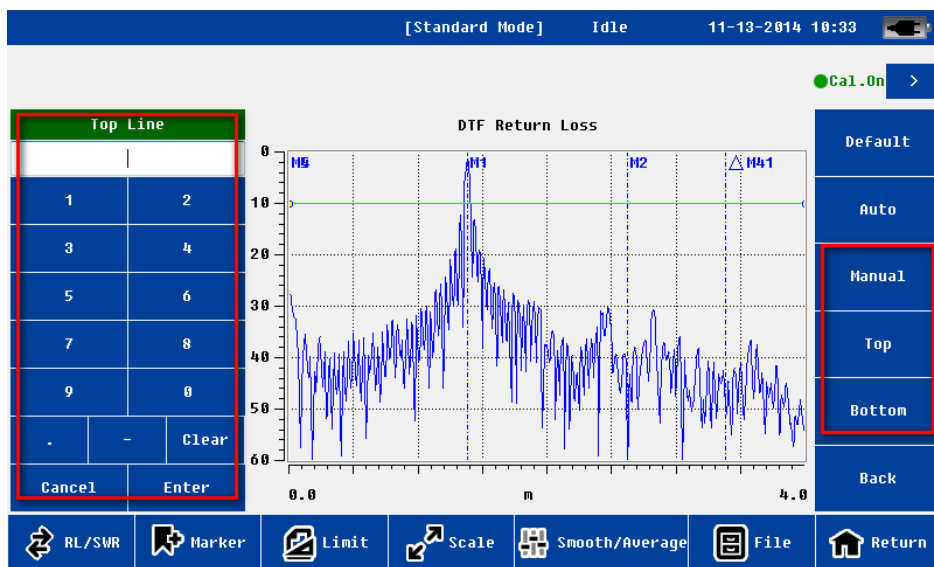 [Standard Mode] Idle 11-13-2014 10:33
Cal.On >
Top Line
1 2
3 4
5 6
7 8
9 0
. - Clear
Cancel Enter
DTF Return Loss
0
10
20
30
40
50
60
M1
M2
△ M41
0.0 m 4.0
Default
Auto
Manual
Top
Bottom
Back
RL/SWR Marker Limit Scale Smooth/Average File Return